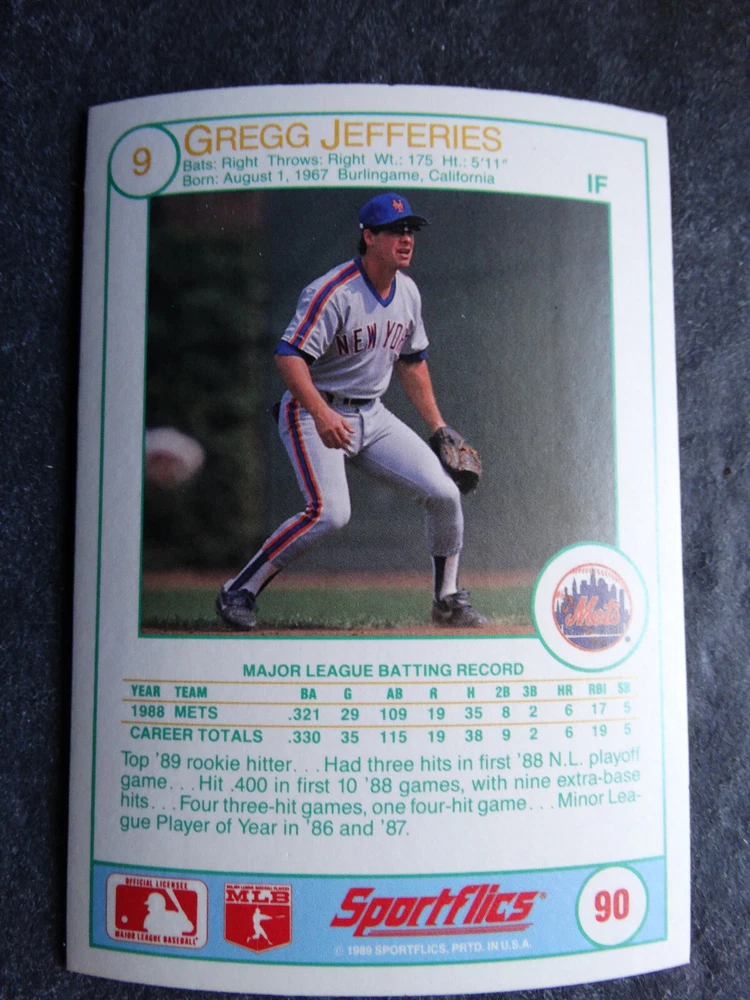 9
GREGG JEFFERIES
Bats: Right Throws: Right Wt.: 175 Ht.: 5'11"
Born: August 1, 1967 Burlingame, California
IF
NEW YOR
Mets
MAJOR LEAGUE BATTING RECORD
YEAR TEAM BA G AB R H 2B 3B HR RBI SB
1988 METS .321 29 109 19 35 8 2 6 17 5
CAREER TOTALS .330 35 115 19 38 9 2 6 19 5
Top '89 rookie hitter. . .Had three hits in first '88 N.L. playoff
game. . .Hit .400 in first 10 '88 games, with nine extra-base
hits. . .Four three-hit games, one four-hit game. . .Minor Lea-
gue Player of Year in '86 and '87.
OFFICIAL LICENSEE
MAJOR LEAGUE BASEBALL
MAJOR LEAGUE BASEBALL PLAYERS
MLB
Sportflics
© 1989 SPORTFLICS. PRTD. IN U.S.A.
90